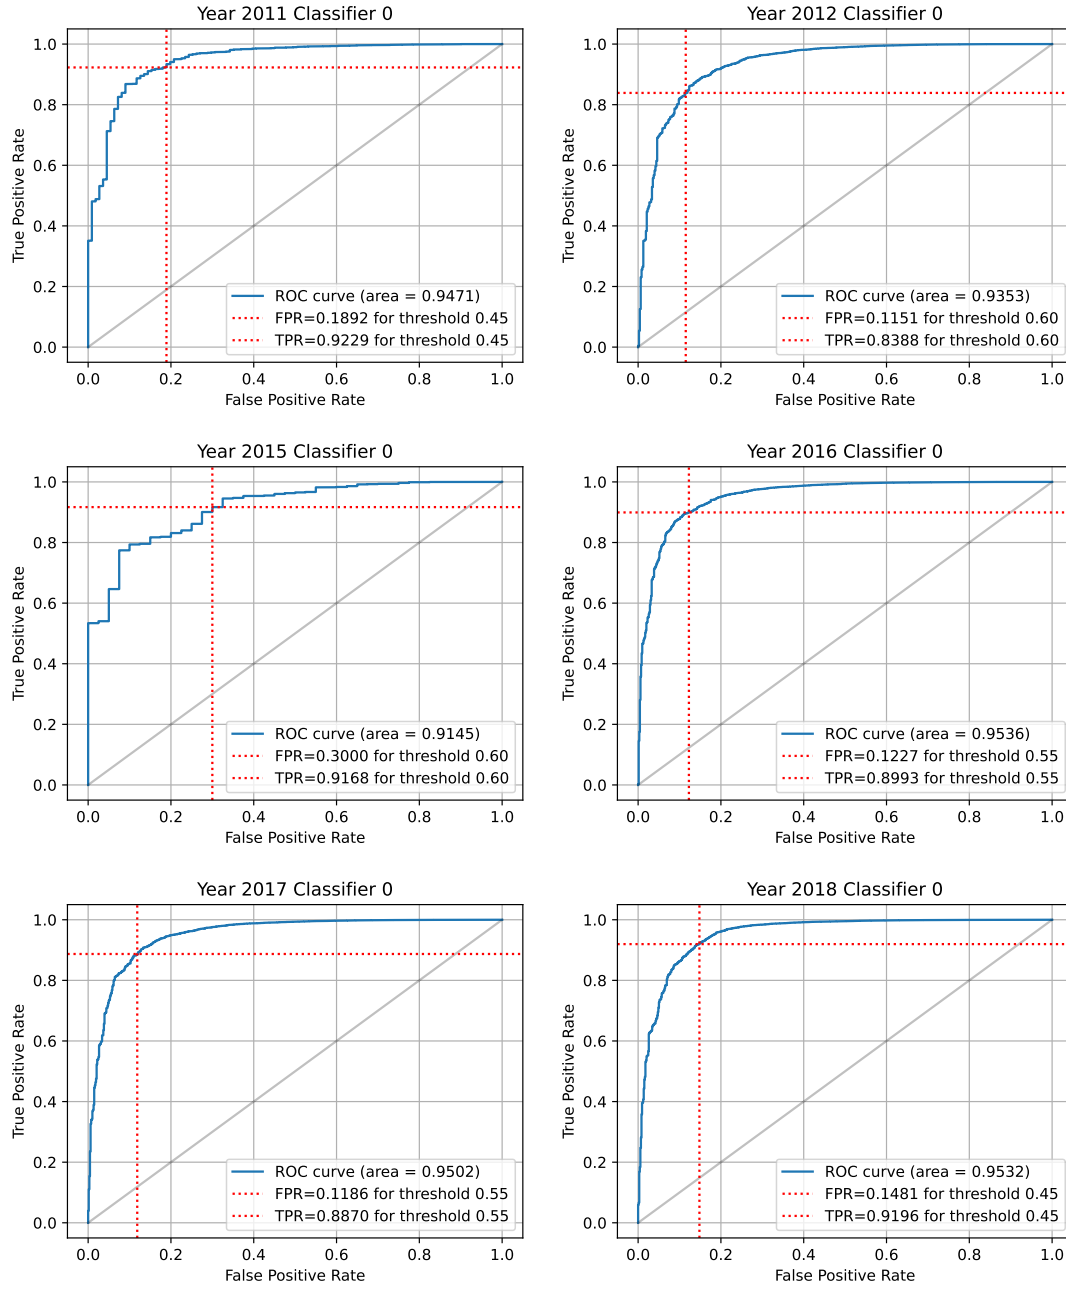 Year 2011 Classifier 0
1.0
0.8
0.6
0.4
0.2
0.0
True Positive Rate
ROC curve (area = 0.9471)
FPR=0.1892 for threshold 0.45
TPR=0.9229 for threshold 0.45
0.0 0.2 0.4 0.6 0.8 1.0
False Positive Rate
Year 2012 Classifier 0
1.0
0.8
0.6
0.4
0.2
0.0
True Positive Rate
ROC curve (area = 0.9353)
FPR=0.1151 for threshold 0.60
TPR=0.8388 for threshold 0.60
0.0 0.2 0.4 0.6 0.8 1.0
False Positive Rate
Year 2015 Classifier 0
1.0
0.8
0.6
0.4
0.2
0.0
True Positive Rate
ROC curve (area = 0.9145)
FPR=0.3000 for threshold 0.60
TPR=0.9168 for threshold 0.60
0.0 0.2 0.4 0.6 0.8 1.0
False Positive Rate
Year 2016 Classifier 0
1.0
0.8
0.6
0.4
0.2
0.0
True Positive Rate
ROC curve (area = 0.9536)
FPR=0.1227 for threshold 0.55
TPR=0.8993 for threshold 0.55
0.0 0.2 0.4 0.6 0.8 1.0
False Positive Rate
Year 2017 Classifier 0
1.0
0.8
0.6
0.4
0.2
0.0
True Positive Rate
ROC curve (area = 0.9502)
FPR=0.1186 for threshold 0.55
TPR=0.8870 for threshold 0.55
0.0 0.2 0.4 0.6 0.8 1.0
False Positive Rate
Year 2018 Classifier 0
1.0
0.8
0.6
0.4
0.2
0.0
True Positive Rate
ROC curve (area = 0.9532)
FPR=0.1481 for threshold 0.45
TPR=0.9196 for threshold 0.45
0.0 0.2 0.4 0.6 0.8 1.0
False Positive Rate